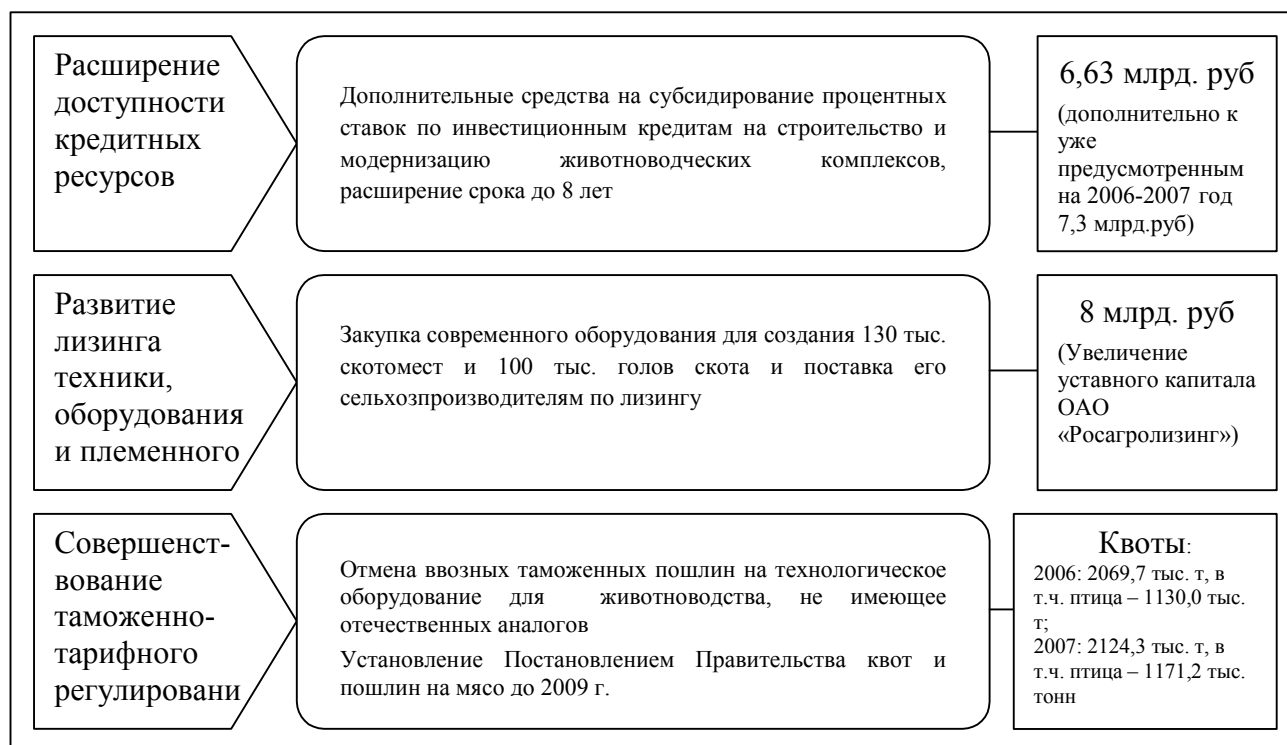 Расширение
доступности
кредитных
ресурсов
Дополнительные средства на субсидирование процентных
ставок по инвестиционным кредитам на строительство и
модернизацию животноводческих комплексов,
расширение срока до 8 лет
6,63 млрд. руб
(дополнительно к
уже
предусмотренным
на 2006-2007 год
7,3 млрд.руб)
Развитие
лизинга
техники,
оборудования
и племенного
Закупка современного оборудования для создания 130 тыс.
скотомест и 100 тыс. голов скота и поставка его
сельхозпроизводителям по лизингу
8 млрд. руб
(Увеличение
уставного капитала
ОАО
«Росагролизинг»)
Совершенст-
вование
таможенно-
тарифного
регулировани
Отмена ввозных таможенных пошлин на технологическое
оборудование для животноводства, не имеющее
отечественных аналогов
Установление Постановлением Правительства квот и
пошлин на мясо до 2009 г.
Квоты:
2006: 2069,7 тыс. т, в
т.ч. птица – 1130,0 тыс.
т;
2007: 2124,3 тыс. т, в
т.ч. птица – 1171,2 тыс.
тонн